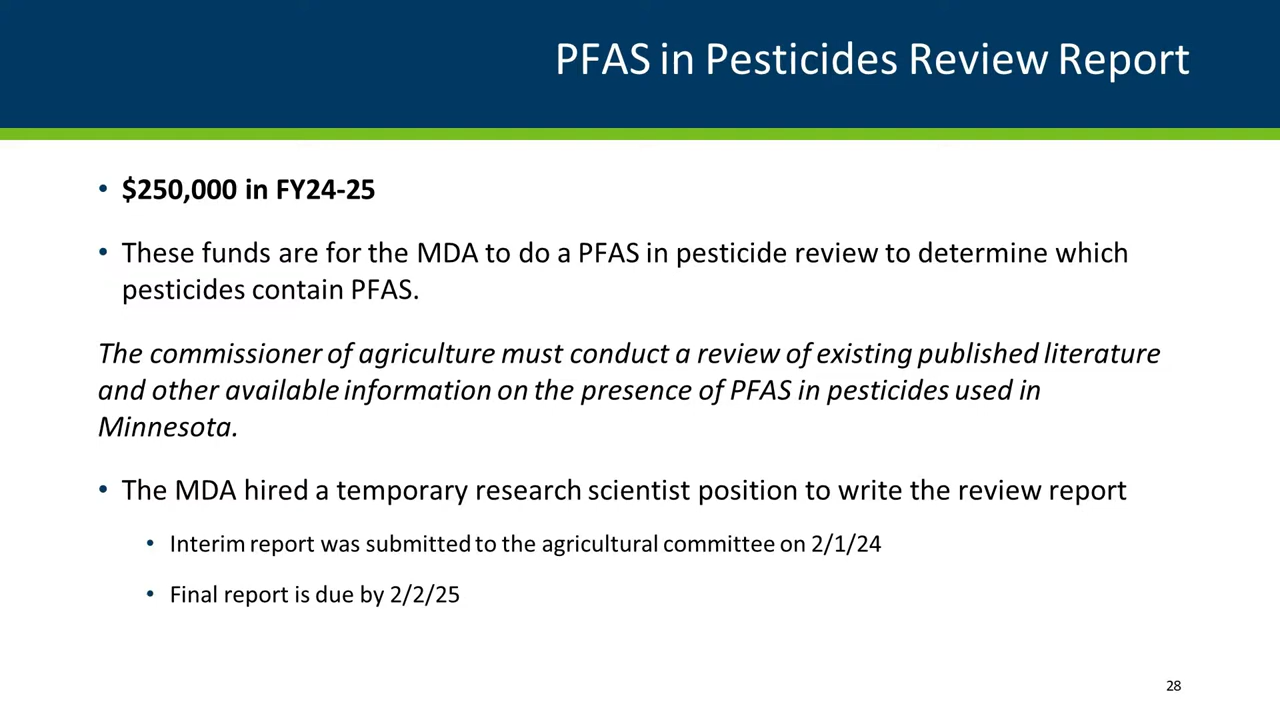 PFAS in Pesticides Review Report
• $250,000 in FY24-25
• These funds are for the MDA to do a PFAS in pesticide review to determine which
pesticides contain PFAS.
The commissioner of agriculture must conduct a review of existing published literature
and other available information on the presence of PFAS in pesticides used in
Minnesota.
• The MDA hired a temporary research scientist position to write the review report
• Interim report was submitted to the agricultural committee on 2/1/24
• Final report is due by 2/2/25
28